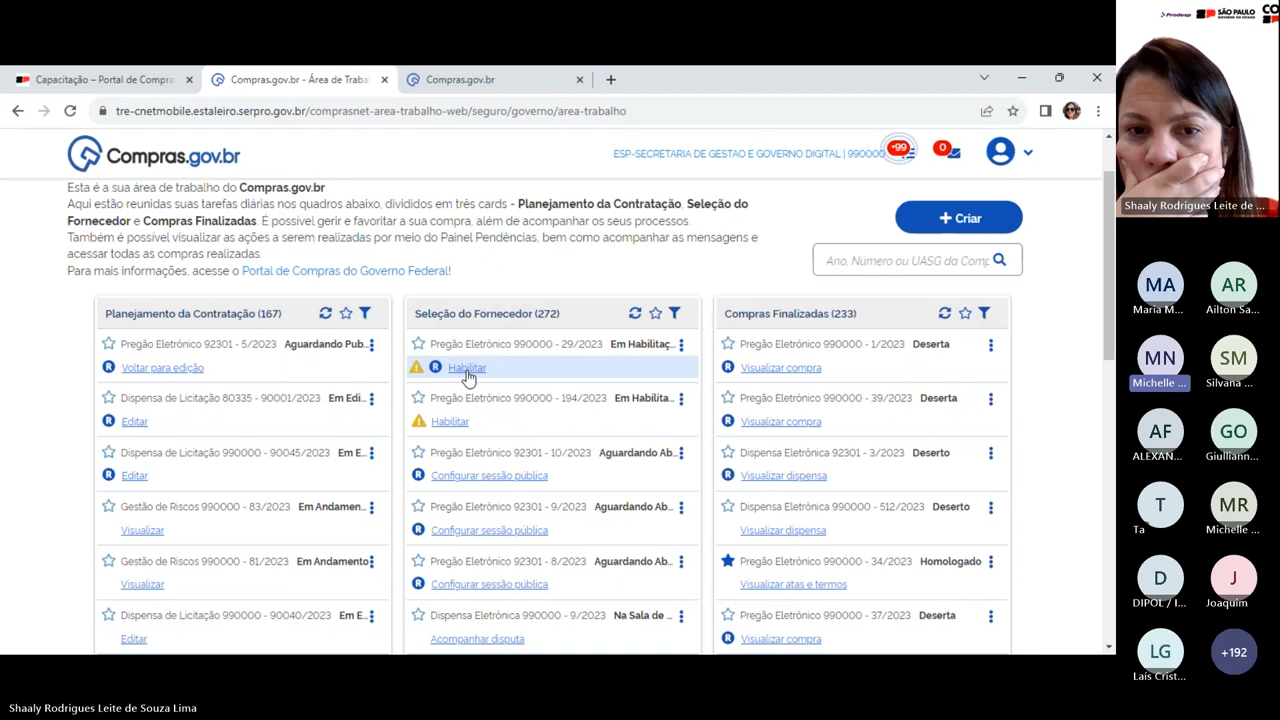 Capacitação – Portal de Compra
Compras.gov.br - Área de Traba
Compras.gov.br
tre-cnetmobile.estaleiro.serpro.gov.br/comprasnet-area-trabalho-web/seguro/governo/area-trabalho
Prodesp
SÃO PAULO
GOVERNO DO ESTADO
Compras.gov.br
ESP-SECRETARIA DE GESTAO E GOVERNO DIGITAL | 990000
+99
0
Esta é a sua área de trabalho do Compras.gov.br
Aqui estão reunidas suas tarefas diárias nos quadros abaixo, divididos em três cards - Planejamento da Contratação, Seleção do
Fornecedor e Compras Finalizadas. É possível gerir e favoritar a sua compra, além de acompanhar os seus processos.
Também é possível visualizar as ações a serem realizadas por meio do Painel Pendências, bem como acompanhar as mensagens e
acessar todas as compras realizadas.
Para mais informações, acesse o Portal de Compras do Governo Federal!
+ Criar
Ano, Número ou UASG da Comp
Planejamento da Contratação (167)
Pregão Eletrônico 92301 - 5/2023 Aguardando Pub...
R Voltar para edição
Dispensa de Licitação 80335 - 90001/2023 Em Edi...
R Editar
Dispensa de Licitação 990000 - 90045/2023 Em E...
R Editar
Gestão de Riscos 990000 - 83/2023 Em Andamen...
Visualizar
Gestão de Riscos 990000 - 81/2023 Em Andamento
Visualizar
Dispensa de Licitação 990000 - 90040/2023 Em E...
Editar
Seleção do Fornecedor (272)
Pregão Eletrônico 990000 - 29/2023 Em Habilitaç...
R Habilitar
Pregão Eletrônico 990000 - 194/2023 Em Habilita...
Habilitar
Pregão Eletrônico 92301 - 10/2023 Aguardando Ab...
R Configurar sessão pública
Pregão Eletrônico 92301 - 9/2023 Aguardando Ab...
R Configurar sessão pública
Pregão Eletrônico 92301 - 8/2023 Aguardando Ab...
R Configurar sessão pública
Dispensa Eletrônica 990000 - 9/2023 Na Sala de ...
Acompanhar disputa
Compras Finalizadas (233)
Pregão Eletrônico 990000 - 1/2023 Deserta
R Visualizar compra
Pregão Eletrônico 990000 - 39/2023 Deserta
R Visualizar compra
Dispensa Eletrônica 92301 - 3/2023 Deserto
R Visualizar dispensa
Dispensa Eletrônica 990000 - 512/2023 Deserto
Visualizar dispensa
Pregão Eletrônico 990000 - 34/2023 Homologado
Visualizar atas e termos
Pregão Eletrônico 990000 - 37/2023 Deserta
R Visualizar compra
Shaaly Rodrigues Leite de ...
MA
Maria M...
AR
Ailton Sa...
MN
Michelle ...
SM
Silvana ...
AF
ALEXAN...
GO
Giuliann...
T
Ta
MR
Michelle ...
D
DIPOL / I...
J
Joaquim
LG
Laís Crist...
+192
Shaaly Rodrigues Leite de Souza Lima